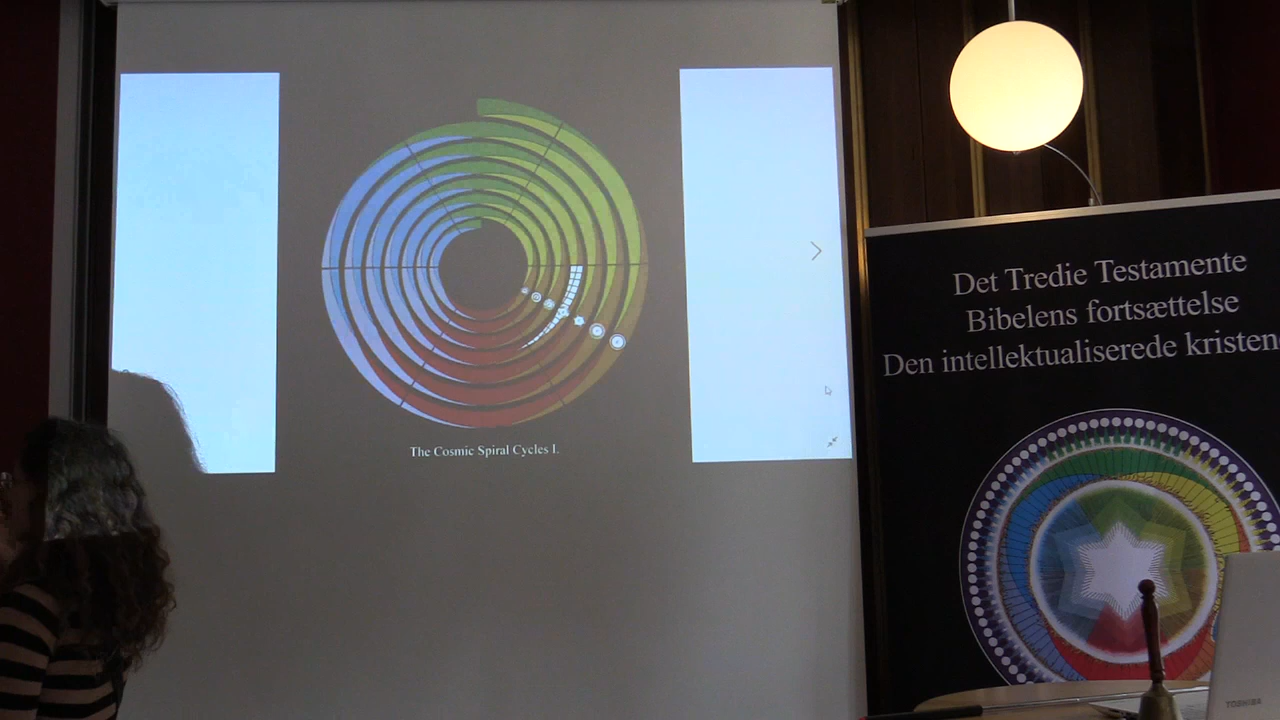 The Cosmic Spiral Cycles I.
Det Tredie Testamente
Bibelens fortsættelse
Den intellektualiserede kristen
TOSHIBA